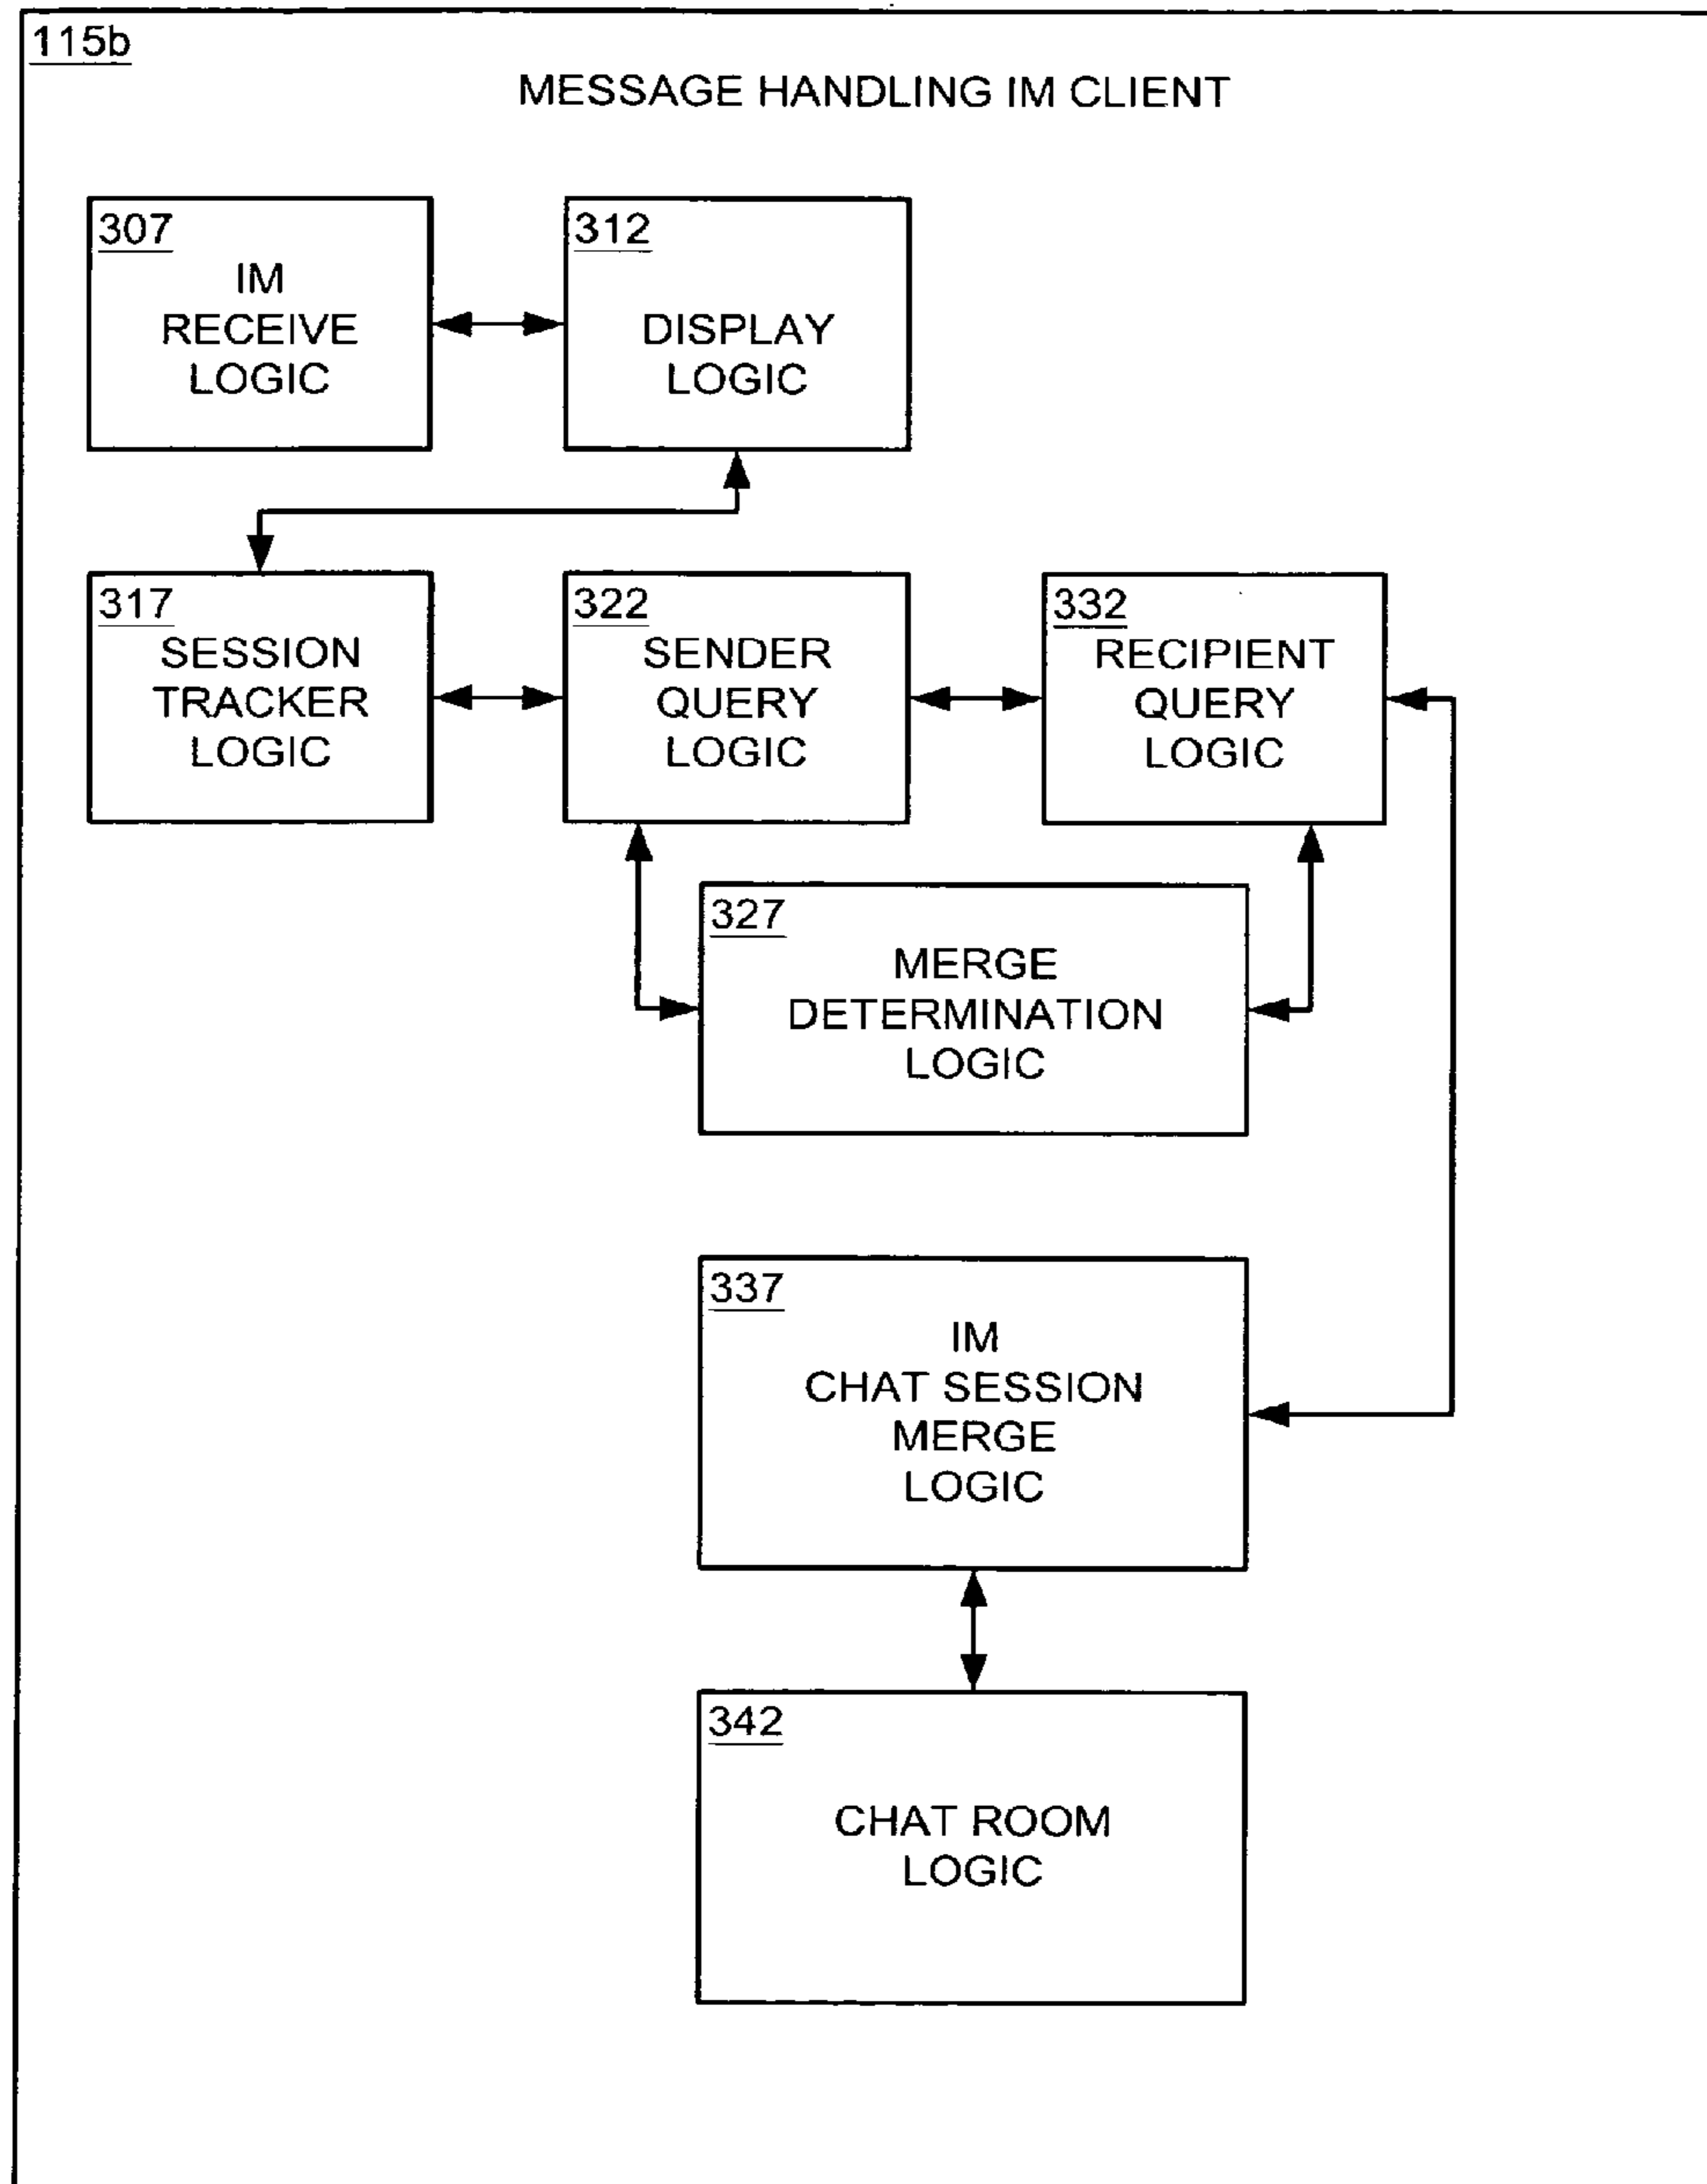 115b
MESSAGE HANDLING IM CLIENT
307
IM
RECEIVE
LOGIC
312
DISPLAY
LOGIC
317
SESSION
TRACKER
LOGIC
322
SENDER
QUERY
LOGIC
332
RECIPIENT
QUERY
LOGIC
327
MERGE
DETERMINATION
LOGIC
337
IM
CHAT SESSION
MERGE
LOGIC
342
CHAT ROOM
LOGIC